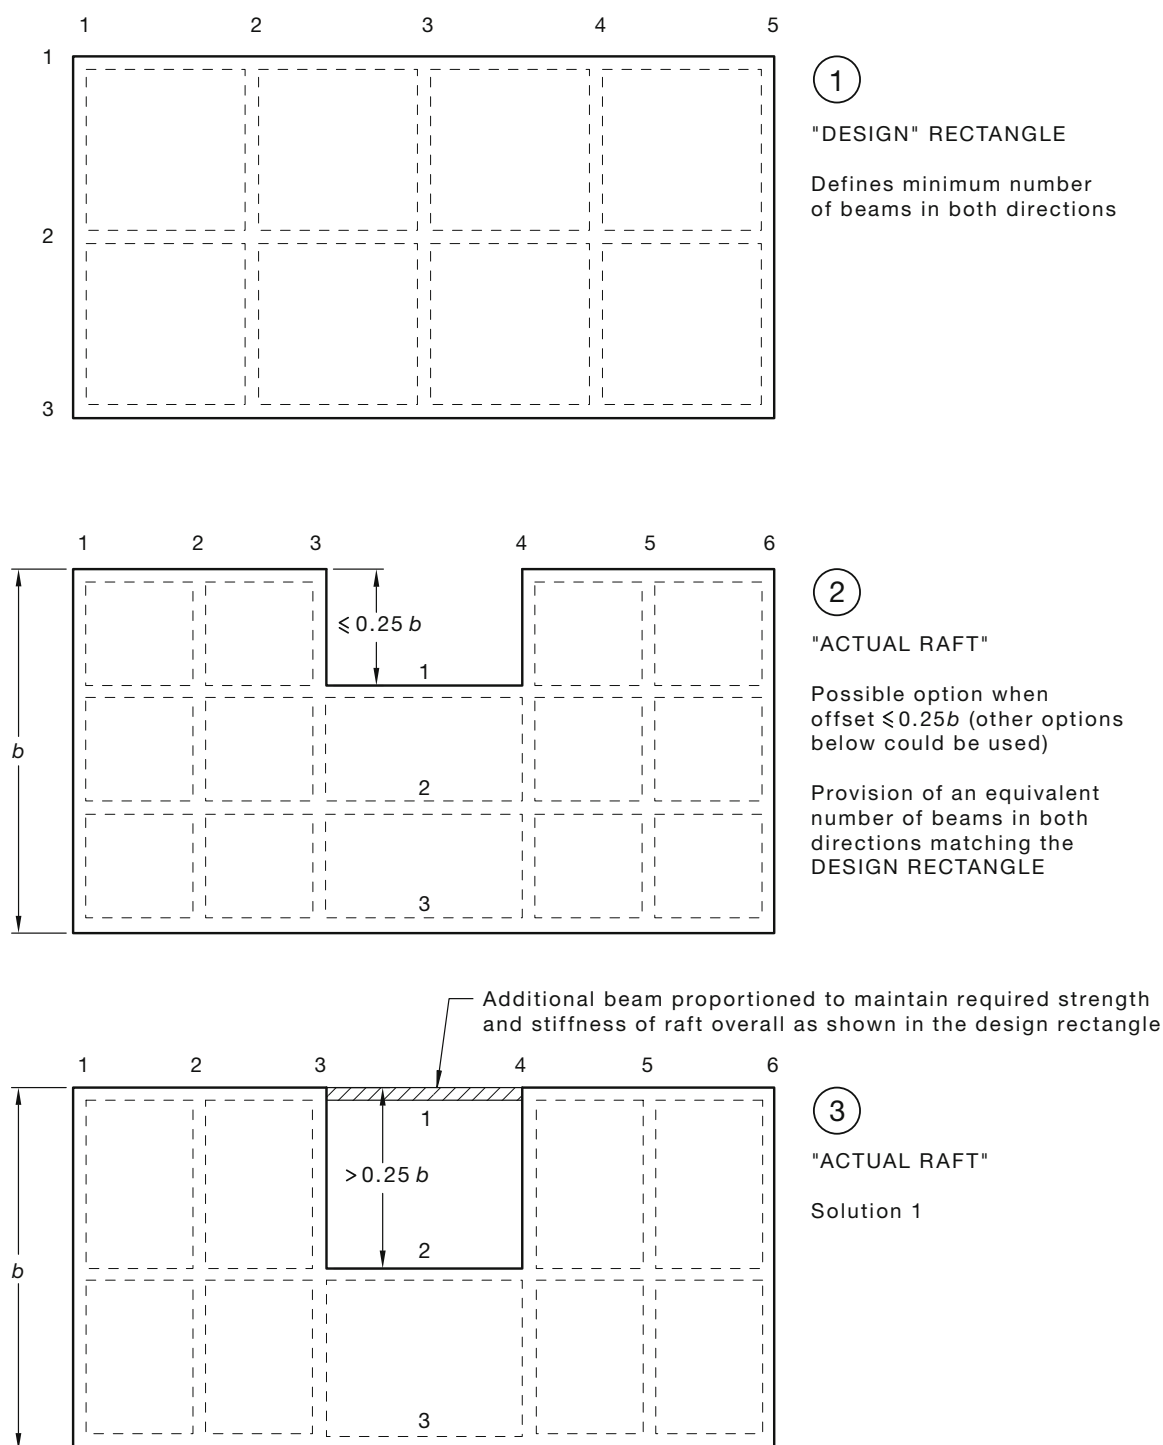 1 2 3 4 5
1
2
3
1
"DESIGN" RECTANGLE
Defines minimum number
of beams in both directions
1 2 3 4 5 6
b
⩽ 0.25 b
1
2
3
2
"ACTUAL RAFT"
Possible option when
offset ⩽0.25b (other options
below could be used)
Provision of an equivalent
number of beams in both
directions matching the
DESIGN RECTANGLE
Additional beam proportioned to maintain required strength
and stiffness of raft overall as shown in the design rectangle
1 2 3 4 5 6
b
1
> 0.25 b
2
3
3
"ACTUAL RAFT"
Solution 1